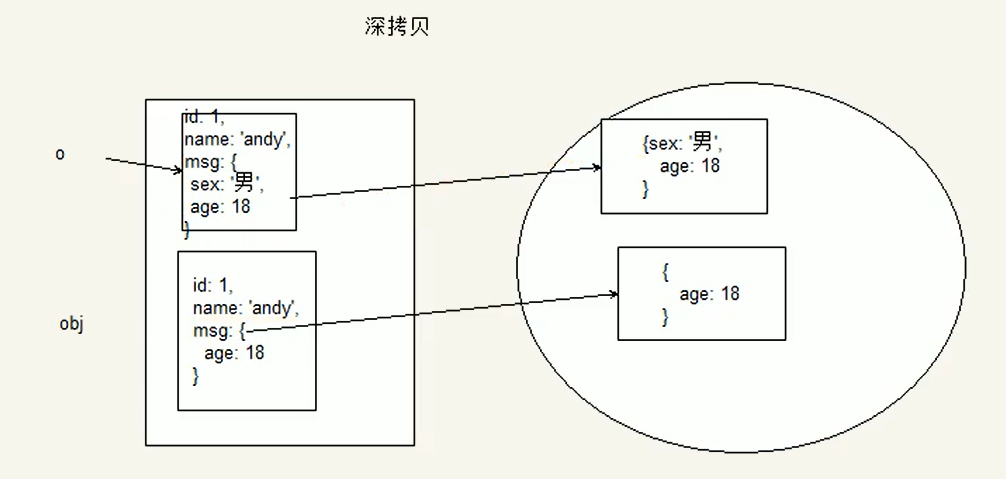 深拷贝
o
id: 1,
name: 'andy',
msg: {
sex: '男',
age: 18
}
{sex: '男',
age: 18
}
obj
id: 1,
name: 'andy',
msg: {
age: 18
}
{
age: 18
}